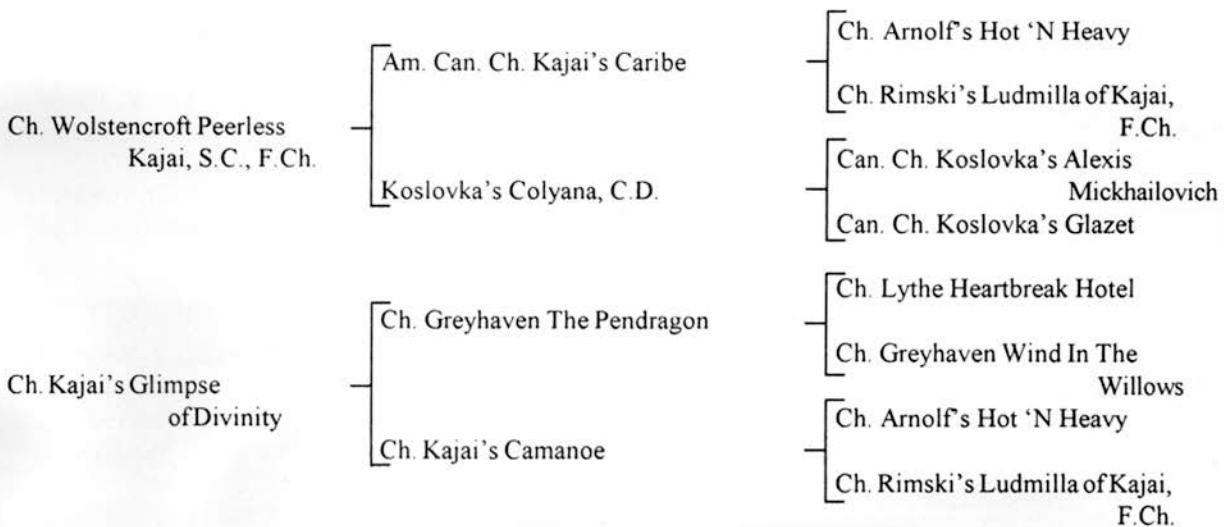 Ch. Arnolf's Hot ‘N Heavy
Am. Can. Ch. Kajai's Caribe
Ch. Rimski's Ludmilla of Kajai,
F.Ch.
Ch. Wolstencroft Peerless
Kajai, S.C., F.Ch.
Can. Ch. Koslovka's Alexis
Mickhailovich
Koslovka's Colyana, C.D.
Can. Ch. Koslovka's Glazet
Ch. Lythe Heartbreak Hotel
Ch. Greyhaven The Pendragon
Ch. Greyhaven Wind In The
Willows
Ch. Kajai's Glimpse
of Divinity
Ch. Arnolf's Hot ‘N Heavy
Ch. Kajai's Camanoe
Ch. Rimski's Ludmilla of Kajai,
F.Ch.